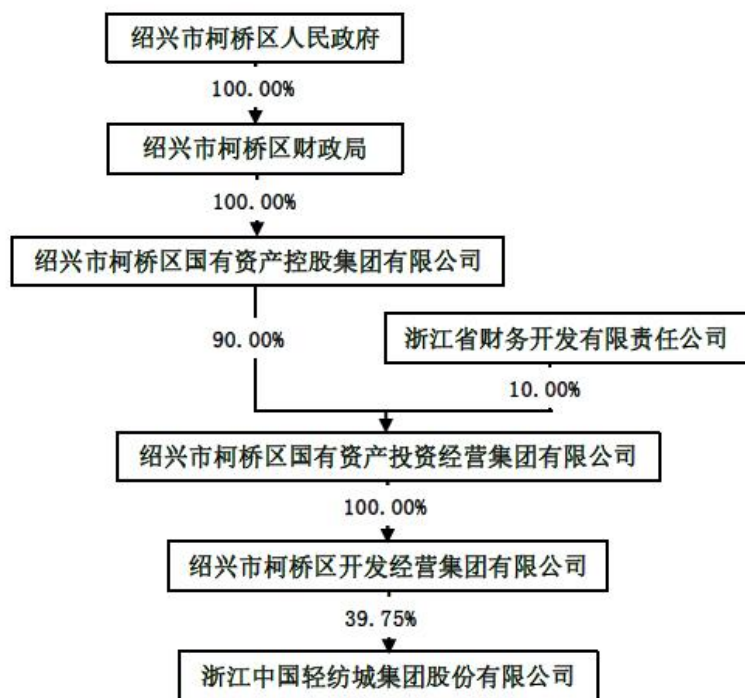 绍兴市柯桥区人民政府
100.00%
绍兴市柯桥区财政局
100.00%
绍兴市柯桥区国有资产控股集团有限公司
90.00%
浙江省财务开发有限责任公司
10.00%
绍兴市柯桥区国有资产投资经营集团有限公司
100.00%
绍兴市柯桥区开发经营集团有限公司
39.75%
浙江中国轻纺城集团股份有限公司